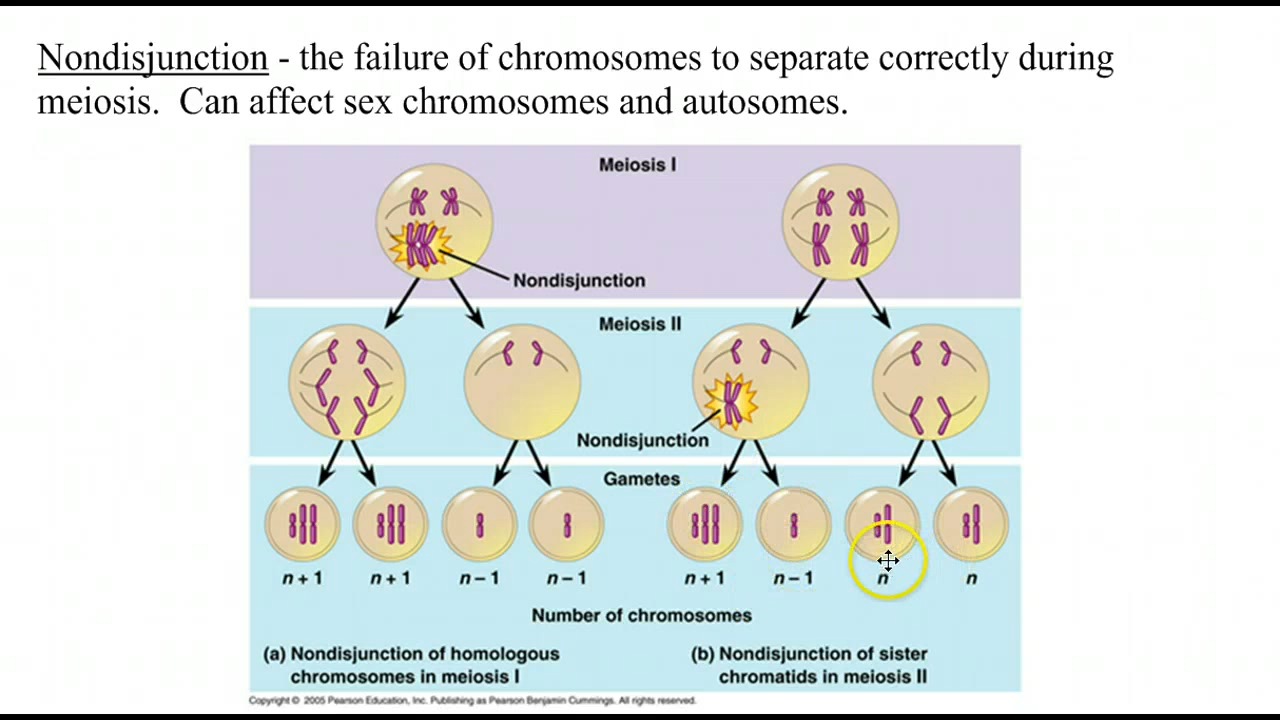 Nondisjunction - the failure of chromosomes to separate correctly during
meiosis.  Can affect sex chromosomes and autosomes.
Meiosis I
Nondisjunction
Meiosis II
Nondisjunction
Gametes
n + 1
n + 1
n – 1
n – 1
n + 1
n – 1
n
n
Number of chromosomes
(a) Nondisjunction of homologous
chromosomes in meiosis I
(b) Nondisjunction of sister
chromatids in meiosis II
Copyright © 2005 Pearson Education, Inc. Publishing as Pearson Benjamin Cummings. All rights reserved.